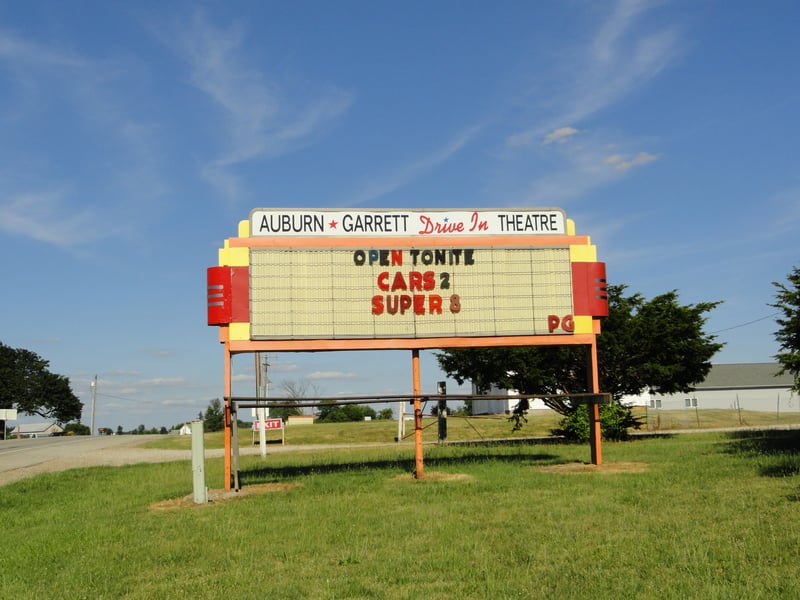 AUBURN ★ GARRETT Drive In THEATRE
OPEN TONITE
CARS 2
SUPER 8
PG
EXIT